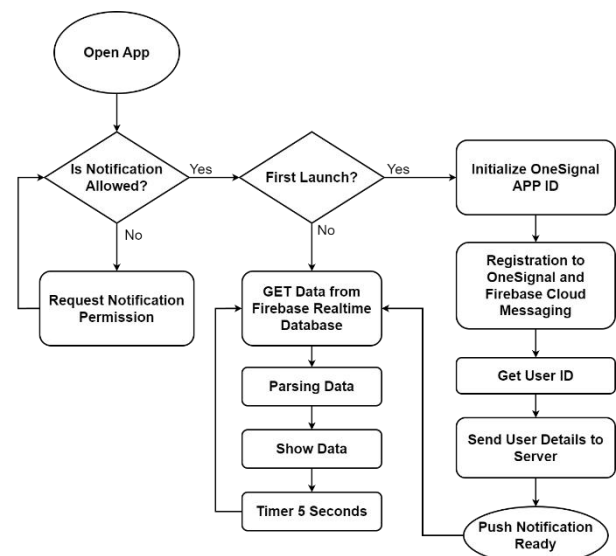 Open App
Is Notification
Allowed?
Yes
No
Request Notification
Permission
First Launch?
Yes
No
GET Data from
Firebase Realtime
Database
Parsing Data
Show Data
Timer 5 Seconds
Initialize OneSignal
APP ID
Registration to
OneSignal and
Firebase Cloud
Messaging
Get User ID
Send User Details to
Server
Push Notification
Ready